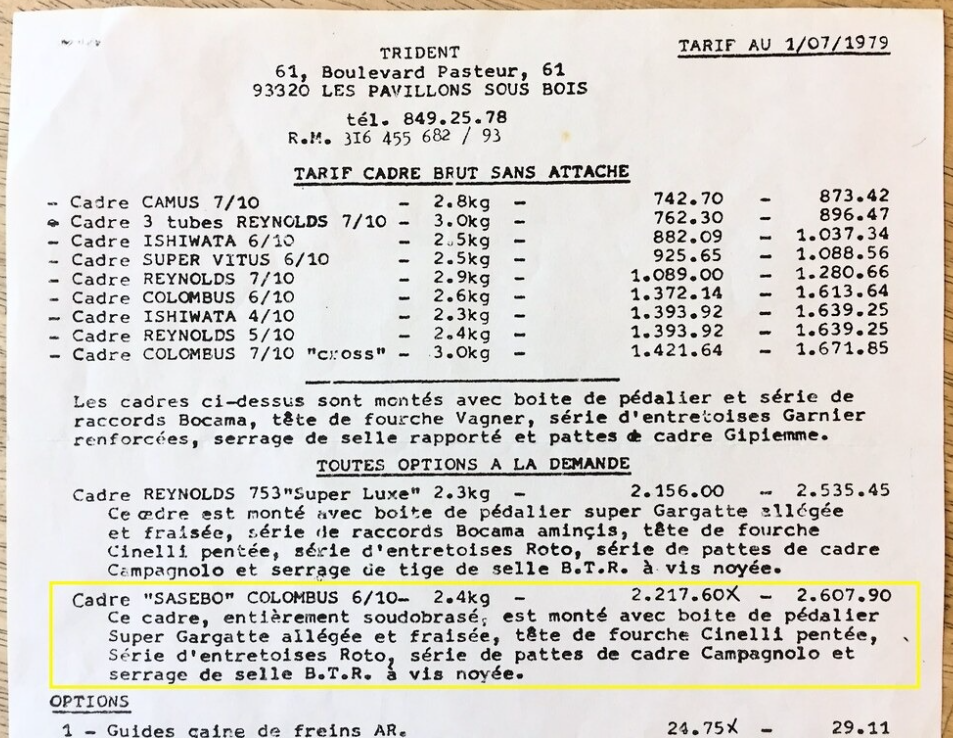 TARIF AU 1/07/1979
TRIDENT
61, Boulevard Pasteur, 61
93320 LES PAVILLONS SOUS BOIS
tél. 849.25.78
R.M. 316 455 682 / 93
TARIF CADRE BRUT SANS ATTACHE
- Cadre CAMUS 7/10 - 2.8kg - 742.70 - 873.42
- Cadre 3 tubes REYNOLDS 7/10 - 3.0kg - 762.30 - 896.47
- Cadre ISHIWATA 6/10 - 2.5kg - 882.09 - 1.037.34
- Cadre SUPER VITUS 6/10 - 2.5kg - 925.65 - 1.088.56
- Cadre REYNOLDS 7/10 - 2.9kg - 1.089.00 - 1.280.66
- Cadre COLOMBUS 6/10 - 2.6kg - 1.372.14 - 1.613.64
- Cadre ISHIWATA 4/10 - 2.3kg - 1.393.92 - 1.639.25
- Cadre REYNOLDS 5/10 - 2.4kg - 1.393.92 - 1.639.25
- Cadre COLOMBUS 7/10 "cross" - 3.0kg - 1.421.64 - 1.671.85
Les cadres ci-dessus sont montés avec boite de pédalier et série de
raccords Bocama, tête de fourche Vagner, série d'entretoises Garnier
renforcées, serrage de selle rapporté et pattes de cadre Gipiemme.
TOUTES OPTIONS A LA DEMANDE
Cadre REYNOLDS 753"Super Luxe" 2.3kg - 2.156.00 - 2.535.45
Ce cadre est monté avec boite de pédalier super Gargatte allégée
et fraisée, série de raccords Bocama aminçis, tête de fourche
Cinelli pentée, série d'entretoises Roto, série de pattes de cadre
Campagnolo et serrage de tige de selle B.T.R. à vis noyée.
Cadre "SASEBO" COLOMBUS 6/10- 2.4kg - 2.217.60X - 2.607.90
Ce cadre, entièrement soudobrasé, est monté avec boite de pédalier
Super Gargatte allégée et fraisée, tête de fourche Cinelli pentée,
Série d'entretoises Roto, série de pattes de cadre Campagnolo et
serrage de selle B.T.R. à vis noyée.
OPTIONS
1 - Guides gaine de freins AR. 24.75X - 29.11